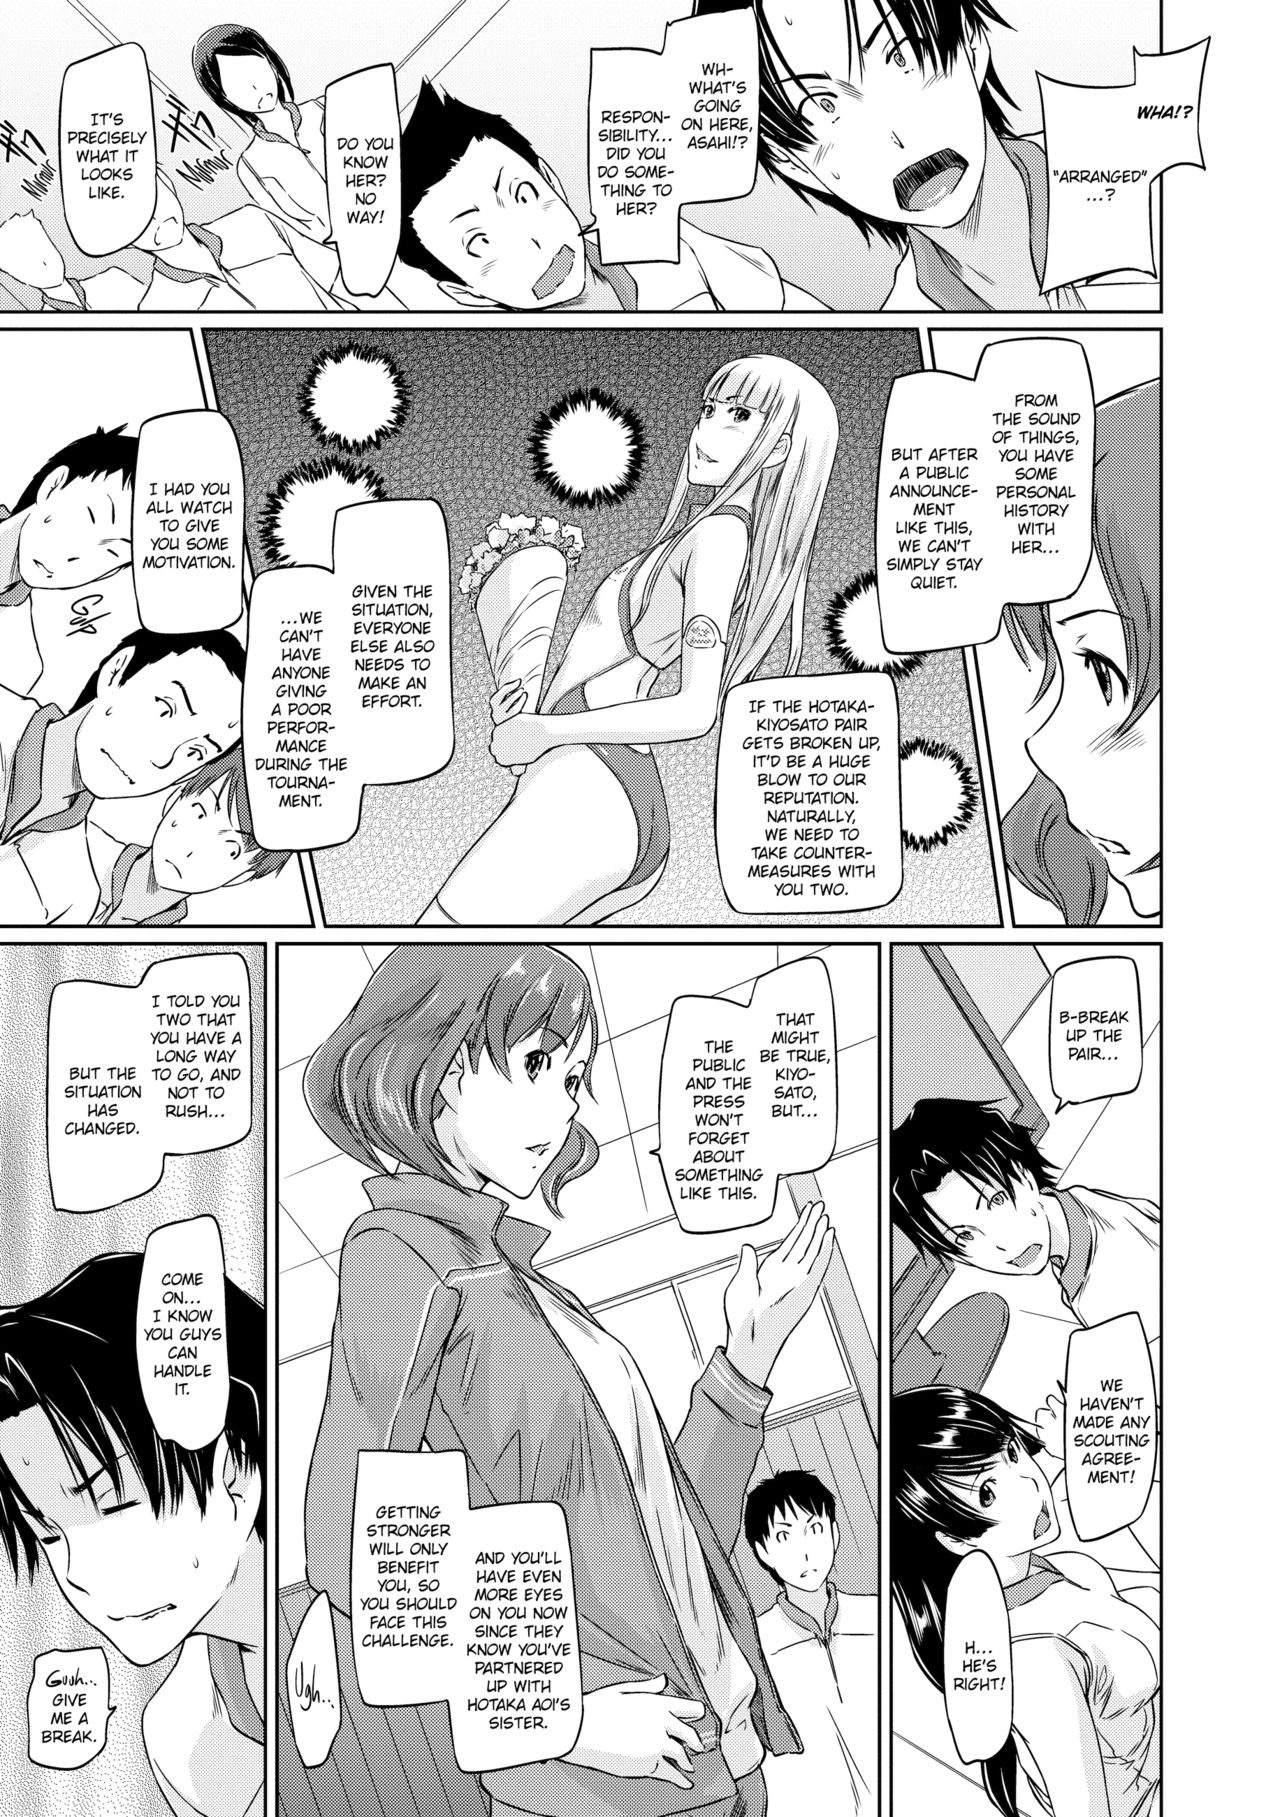 WHA!?
"ARRANGED"
...?
WH-
WHAT'S
GOING
ON HERE,
ASAHI!?
RESPON-
SIBILITY...
DID YOU
DO SOME-
THING TO
HER?
DO YOU
KNOW
HER?
NO
WAY!
IT'S
PRECISELY
WHAT IT
LOOKS
LIKE.
FROM
THE SOUND
OF THINGS,
YOU HAVE
SOME
PERSONAL
HISTORY
WITH
HER...
BUT AFTER
A PUBLIC
ANNOUNCE-
MENT
LIKE THIS,
WE CAN'T
SIMPLY STAY
QUIET.
IF THE HOTAKA-
KIYOSATO PAIR
GETS BROKEN UP,
IT'D BE A HUGE
BLOW TO OUR
REPUTATION.
NATURALLY,
WE NEED TO
TAKE COUNTER-
MEASURES WITH
YOU TWO.
GIVEN THE
SITUATION,
EVERYONE
ELSE ALSO
NEEDS TO
MAKE AN
EFFORT.
...WE
CAN'T
HAVE
ANYONE
GIVING
A POOR
PERFOR-
MANCE
DURING THE
TOURNA-
MENT.
I HAD YOU
ALL WATCH
TO GIVE
YOU SOME
MOTIVATION.
Gulp
B-BREAK
UP THE
PAIR...
WE
HAVEN'T
MADE ANY
SCOUTING
AGREE-
MENT!
H...
HE'S
RIGHT!
THAT
MIGHT
BE TRUE,
KIYO-
SATO,
BUT...
THE
PUBLIC
AND THE
PRESS
WON'T
FORGET
ABOUT
SOMETHING
LIKE THIS.
AND YOU'LL
HAVE EVEN
MORE EYES
ON YOU NOW
SINCE THEY
KNOW YOU'VE
PARTNERED
UP WITH
HOTAKA AOI'S
SISTER.
GETTING
STRONGER
WILL ONLY
BENEFIT
YOU, SO
YOU SHOULD
FACE THIS
CHALLENGE.
Ugh...
I TOLD YOU
TWO THAT
YOU HAVE A
LONG WAY
TO GO, AND
NOT TO
RUSH...
BUT THE
SITUATION
HAS
CHANGED.
COME
ON...
I KNOW
YOU GUYS
CAN
HANDLE
IT.
Guuh...
GIVE
ME A
BREAK.